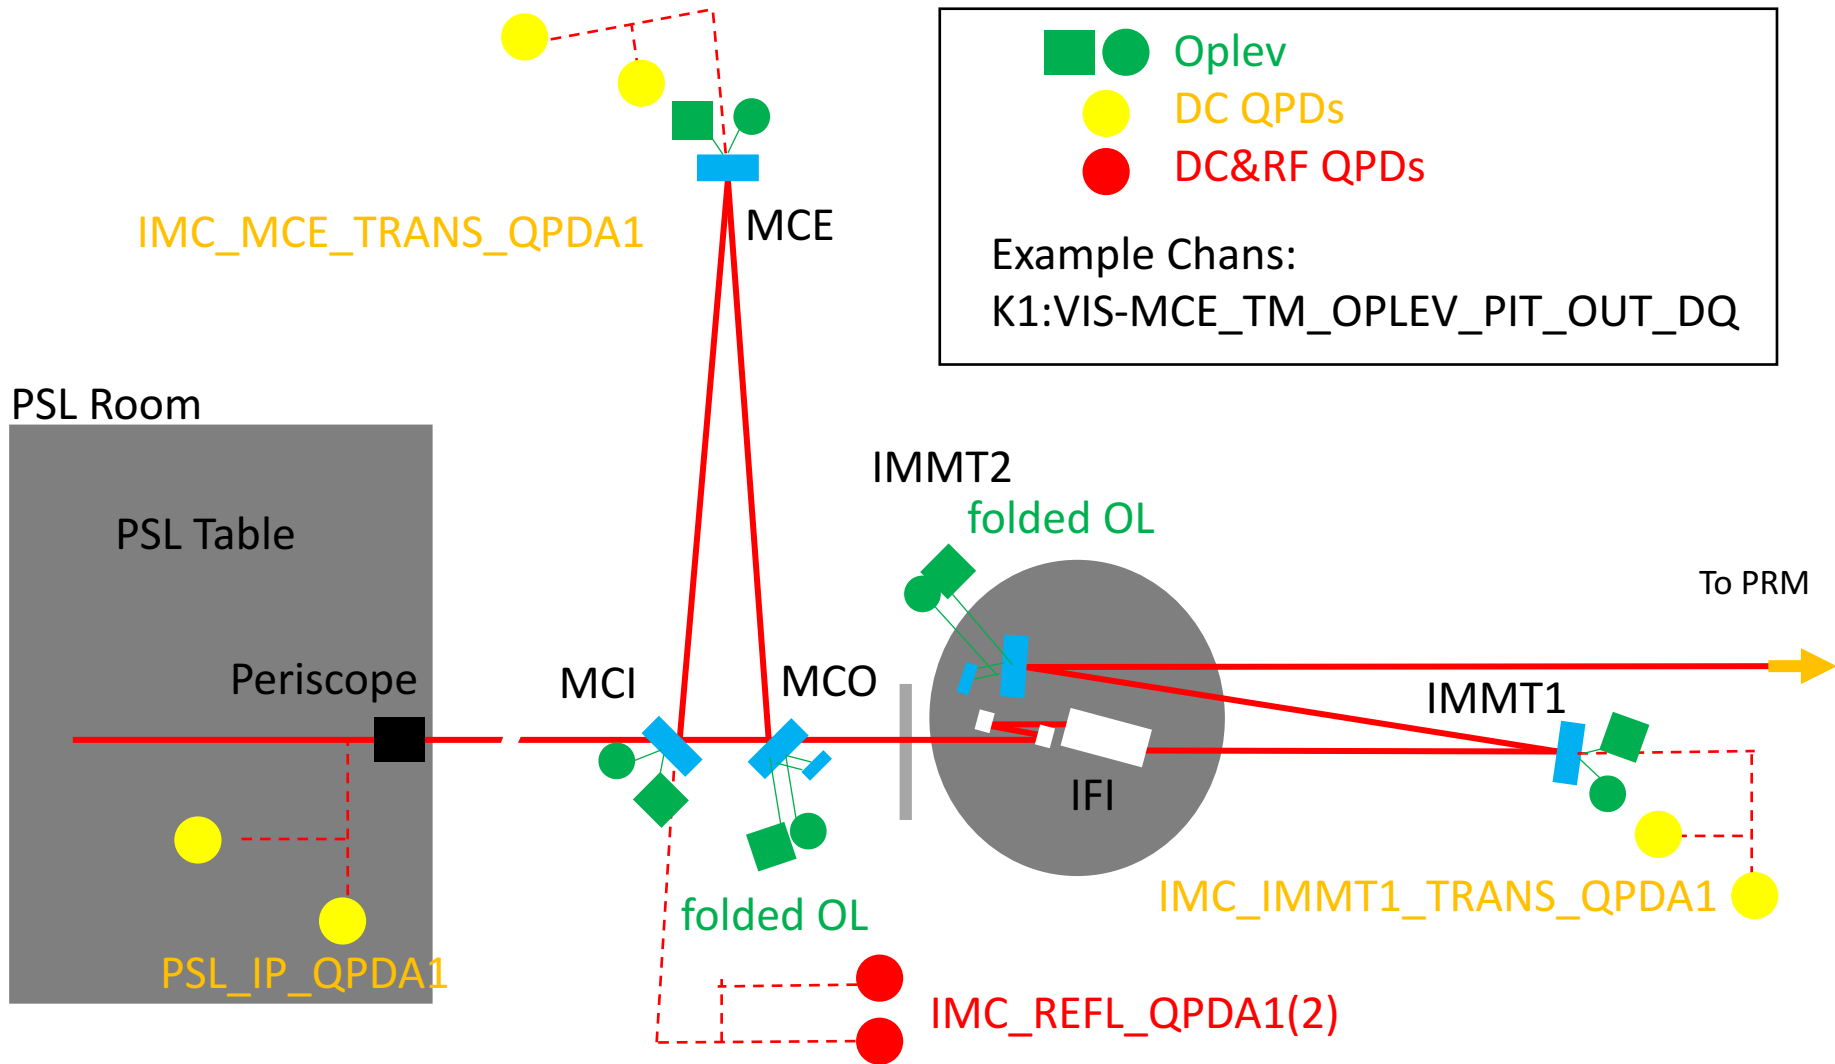 Oplev
DC QPDs
DC&RF QPDs
Example Chans:
K1:VIS-MCE_TM_OPLEV_PIT_OUT_DQ
IMC_MCE_TRANS_QPDA1
MCE
PSL Room
PSL Table
Periscope
MCI
MCO
IMMT2
folded OL
To PRM
IMMT1
IFI
IMC_IMMT1_TRANS_QPDA1
folded OL
PSL_IP_QPDA1
IMC_REFL_QPDA1(2)